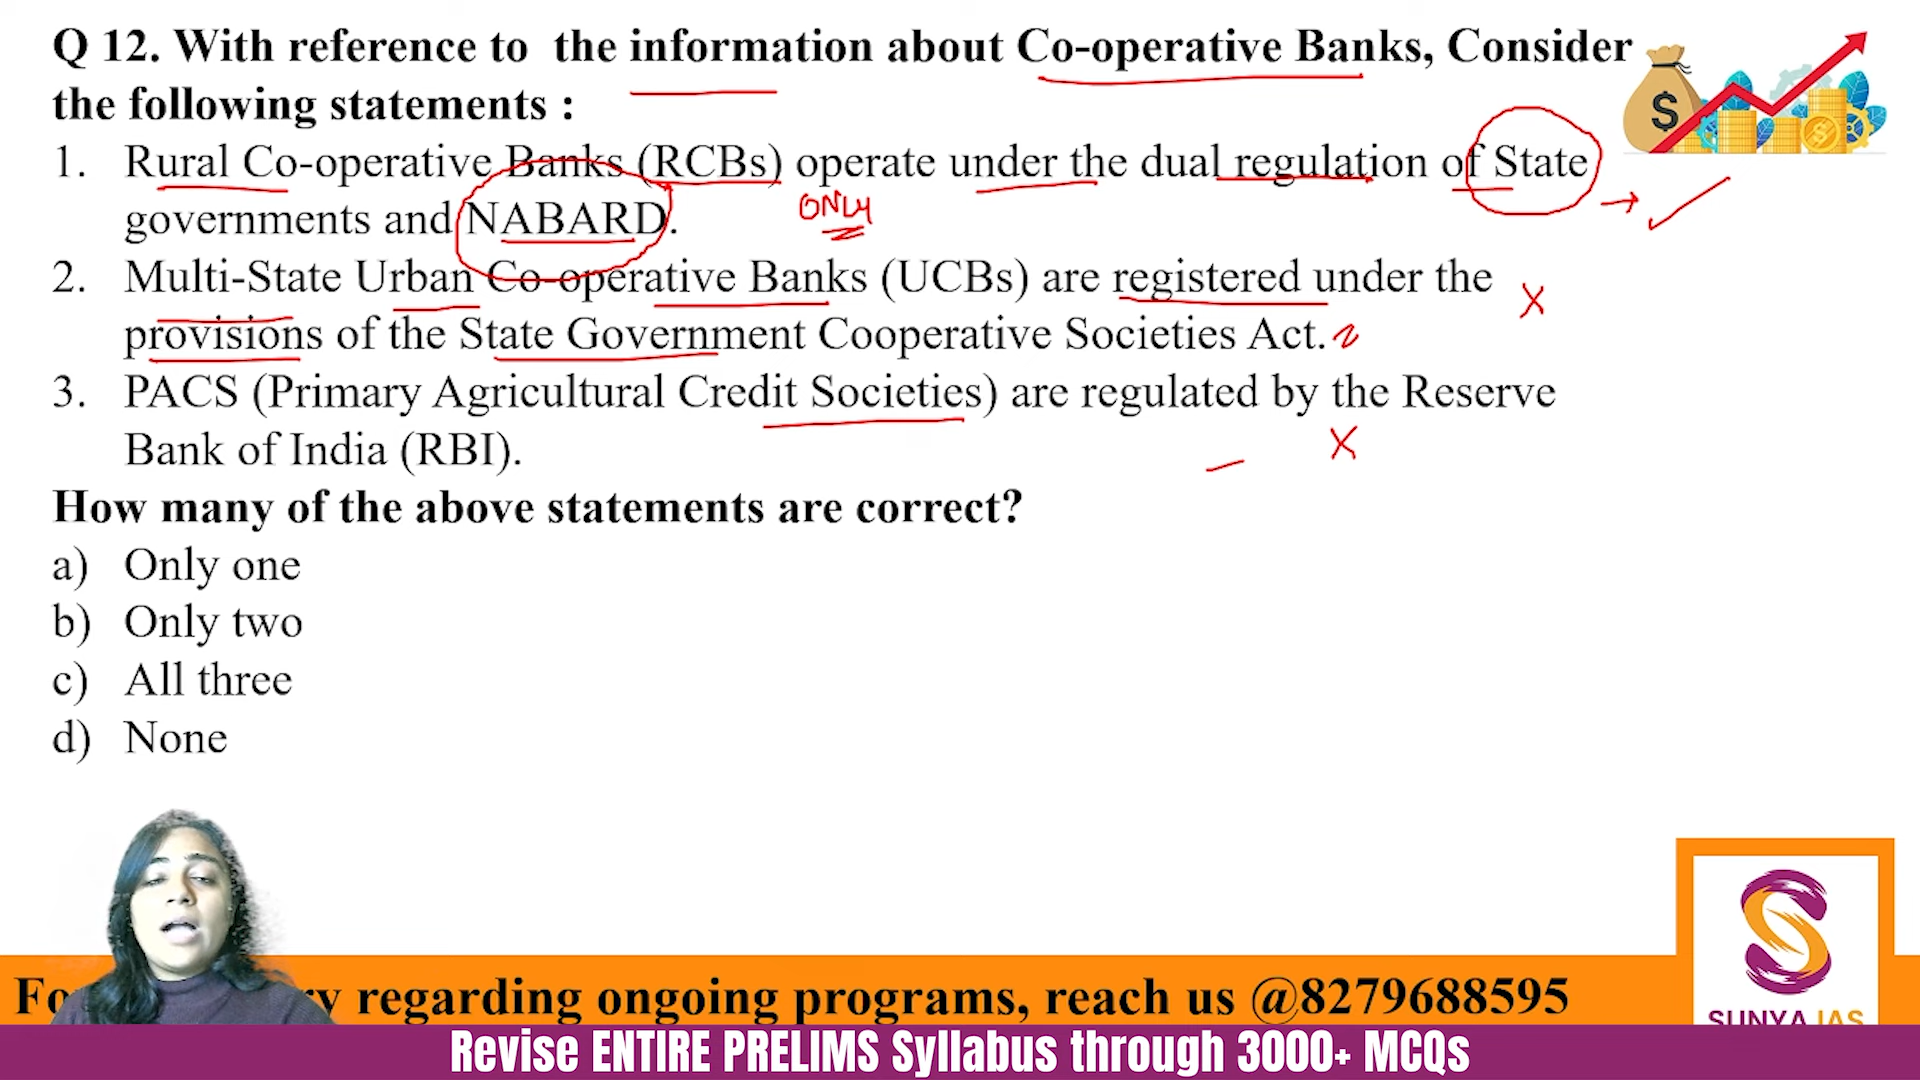 Q 12. With reference to the information about Co-operative Banks, Consider
the following statements :
1. Rural Co-operative Banks (RCBs) operate under the dual regulation of State
governments and NABARD.
ONLY
2. Multi-State Urban Co-operative Banks (UCBs) are registered under the
provisions of the State Government Cooperative Societies Act.
3. PACS (Primary Agricultural Credit Societies) are regulated by the Reserve
Bank of India (RBI).
How many of the above statements are correct?
a) Only one
b) Only two
c) All three
d) None
regarding ongoing programs, reach us @8279688595
SUNYA IAS
Revise ENTIRE PRELIMS Syllabus through 3000+ MCQs